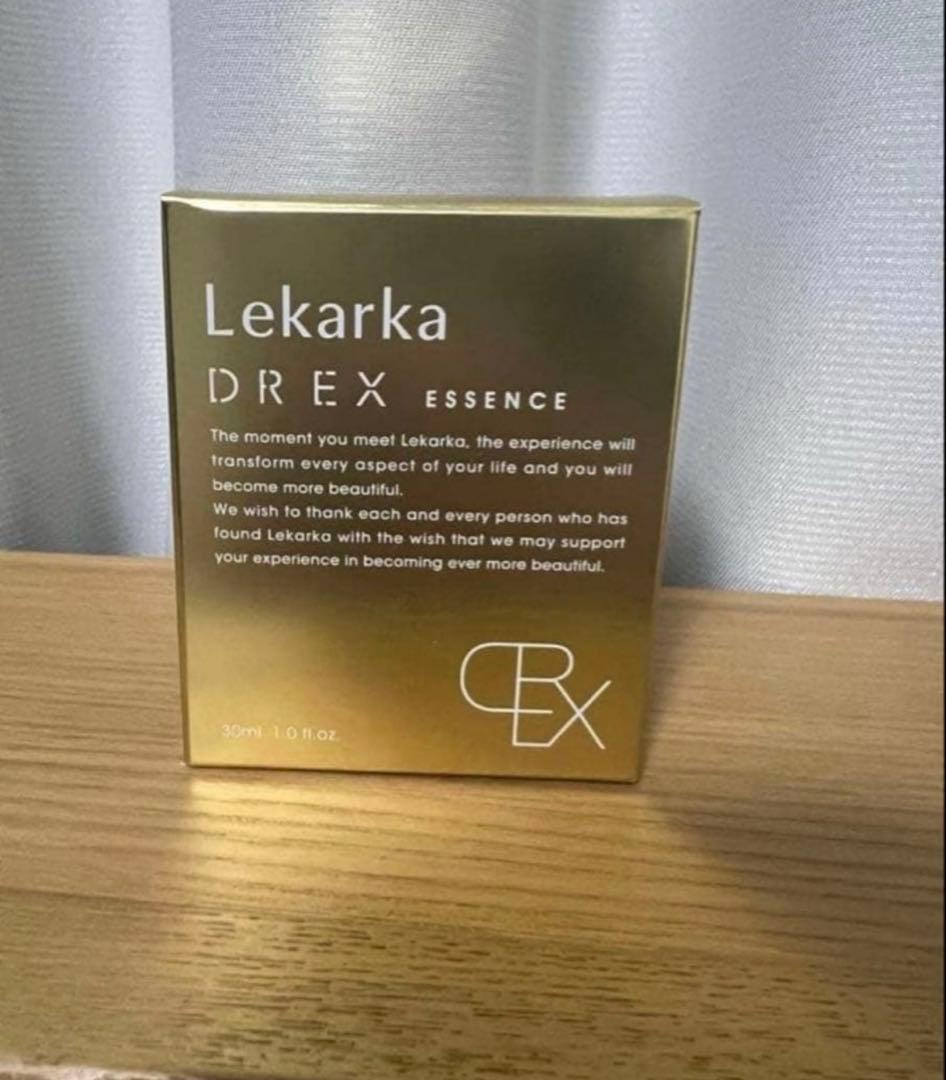 Lekarka
DREX ESSENCE
The moment you meet Lekarka, the experience will
transform every aspect of your life and you will
become more beautiful.
We wish to thank each and every person who has
found Lekarka with the wish that we may support
your experience in becoming ever more beautiful.
DREX
30ml 1.0 fl.oz.